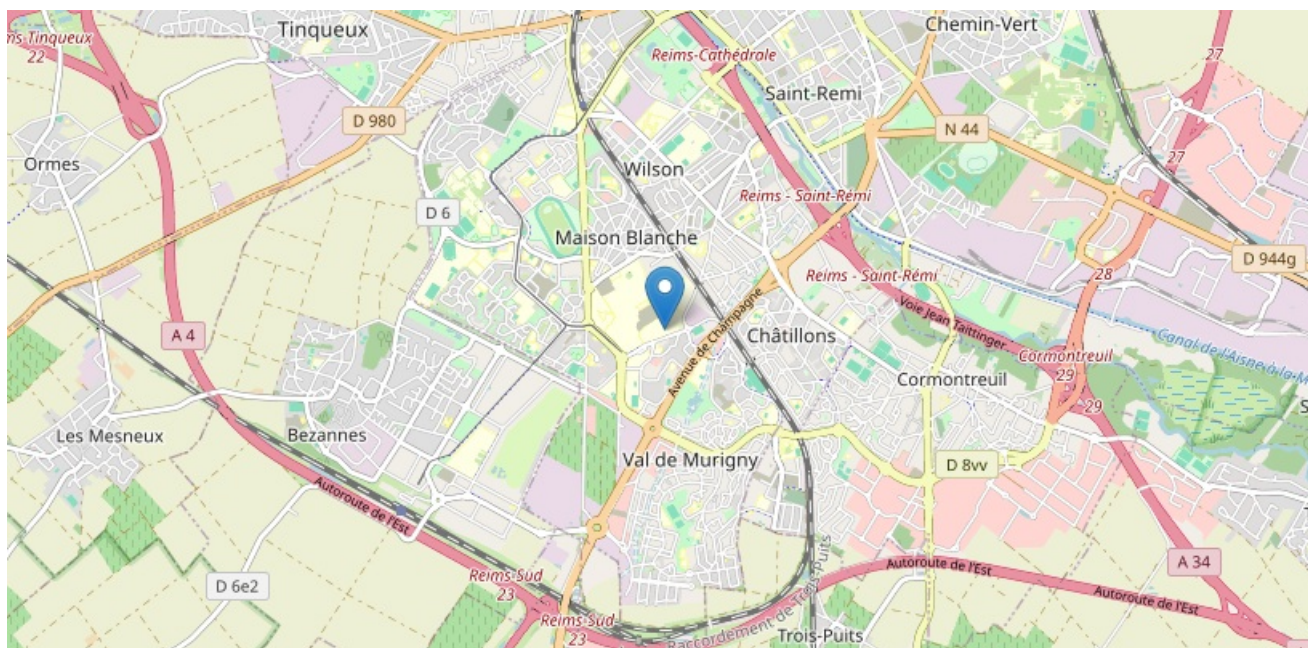 Tinqueux
Chemin-Vert
ms-Tinqueux
22
Reims-Cathédrale
27
Saint-Remi
D 980
N 44
Ormes
Wilson
27
Reims - Saint-Rémi
D 6
Maison Blanche
D 944g
Reims - Saint-Rémi
28
Voie Jean Taittinger
A 4
Avenue de Champagne
Châtillons
Canal de l'Aisne à la M
Cormontreuil
29
Cormontreuil
29
Les Mesneux
Bezannes
S
Val de Murigny
D 8vv
Autoroute de l'Est
A 34
Autoroute de l'Est
Reims-Sud
23
D 6e2
Autoroute de l'Est
Reims-Sud
23
Raccordement de Trois-Puits
Trois-Puits